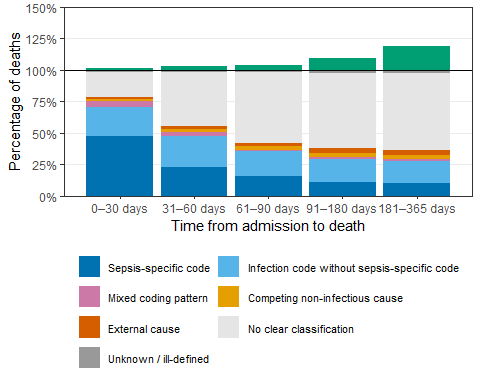 150%
125%
100%
75%
50%
25%
0%
Percentage of deaths
0–30 days 31–60 days 61–90 days 91–180 days 181–365 days
Time from admission to death
Sepsis-specific code Infection code without sepsis-specific code
Mixed coding pattern Competing non-infectious cause
External cause No clear classification
Unknown / ill-defined